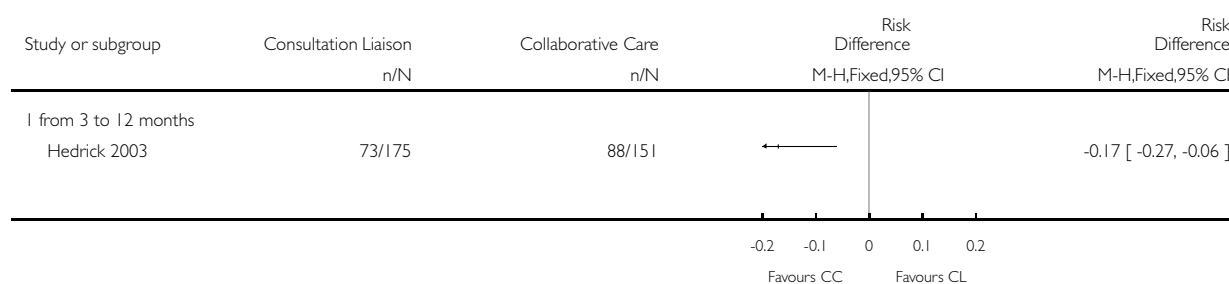 Risk Risk
Study or subgroup Consultation Liaison Collaborative Care Difference Difference
n/N n/N M-H,Fixed,95% CI M-H,Fixed,95% CI
1 from 3 to 12 months
Hedrick 2003 73/175 88/151 -0.17 [ -0.27, -0.06 ]
-0.2 -0.1 0 0.1 0.2
Favours CC Favours CL